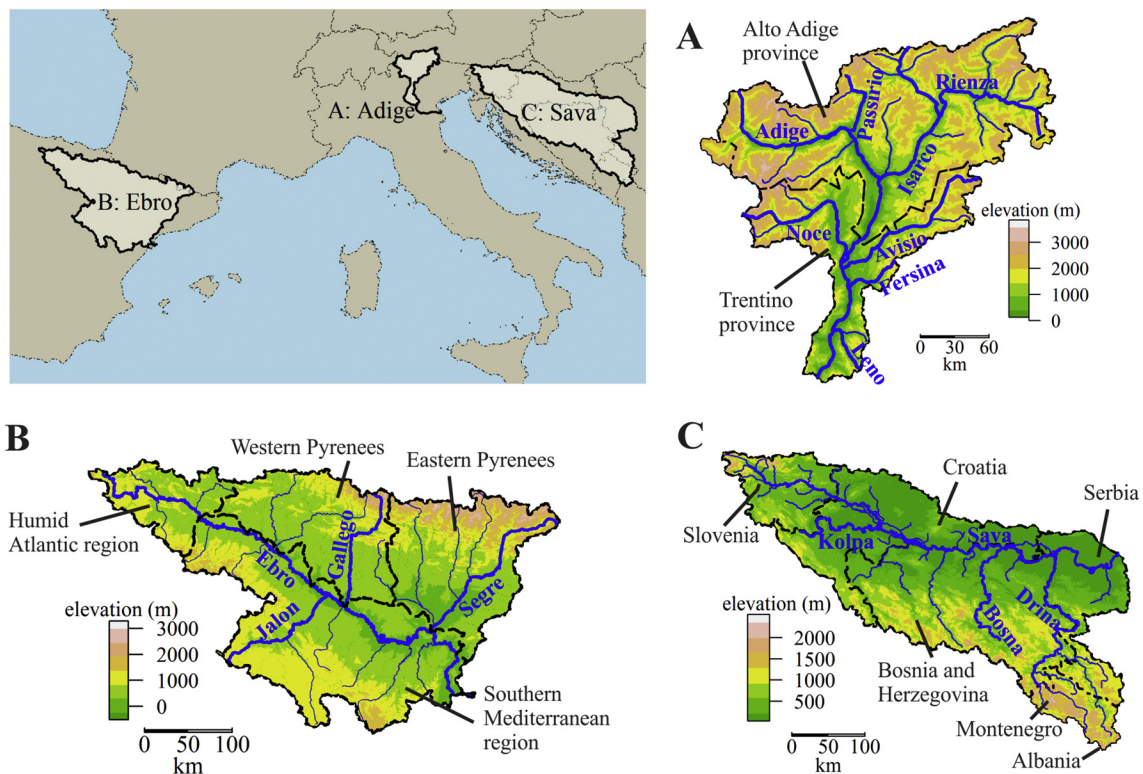 A: Adige
C: Sava
B: Ebro
A
Alto Adige
province
Passirio
Rienza
Adige
Isarco
Noce
Avisio
Fersina
Trentino
province
Leno
elevation (m)
3000
2000
1000
0
0 30 60
km
B
Western Pyrenees
Eastern Pyrenees
Humid
Atlantic region
Gallego
Ebro
Segre
Jalon
elevation (m)
3000
2000
1000
0
Southern
Mediterranean
region
0 50 100
km
C
Croatia
Serbia
Slovenia
Kolpa
Sava
Drina
Bosna
elevation (m)
2000
1500
1000
500
Bosnia and
Herzegovina
Montenegro
Albania
0 50 100
km